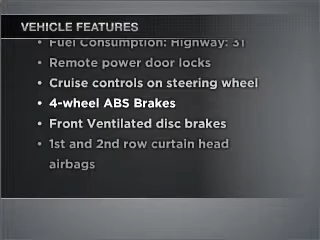 VEHICLE FEATURES
• Fuel Consumption: Highway: 31
• Remote power door locks
• Cruise controls on steering wheel
• 4-wheel ABS Brakes
• Front Ventilated disc brakes
• 1st and 2nd row curtain head
airbags